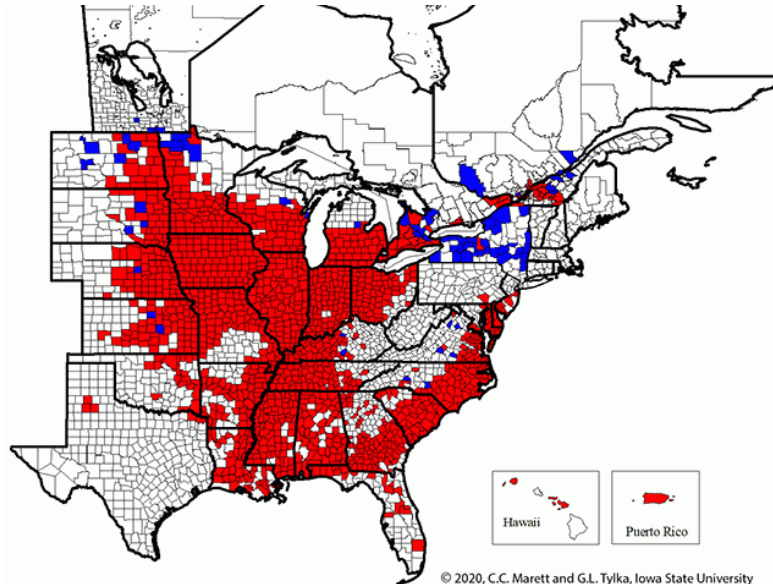 Hawaii
Puerto Rico
© 2020, C.C. Marett and G.L. Tylka, Iowa State University